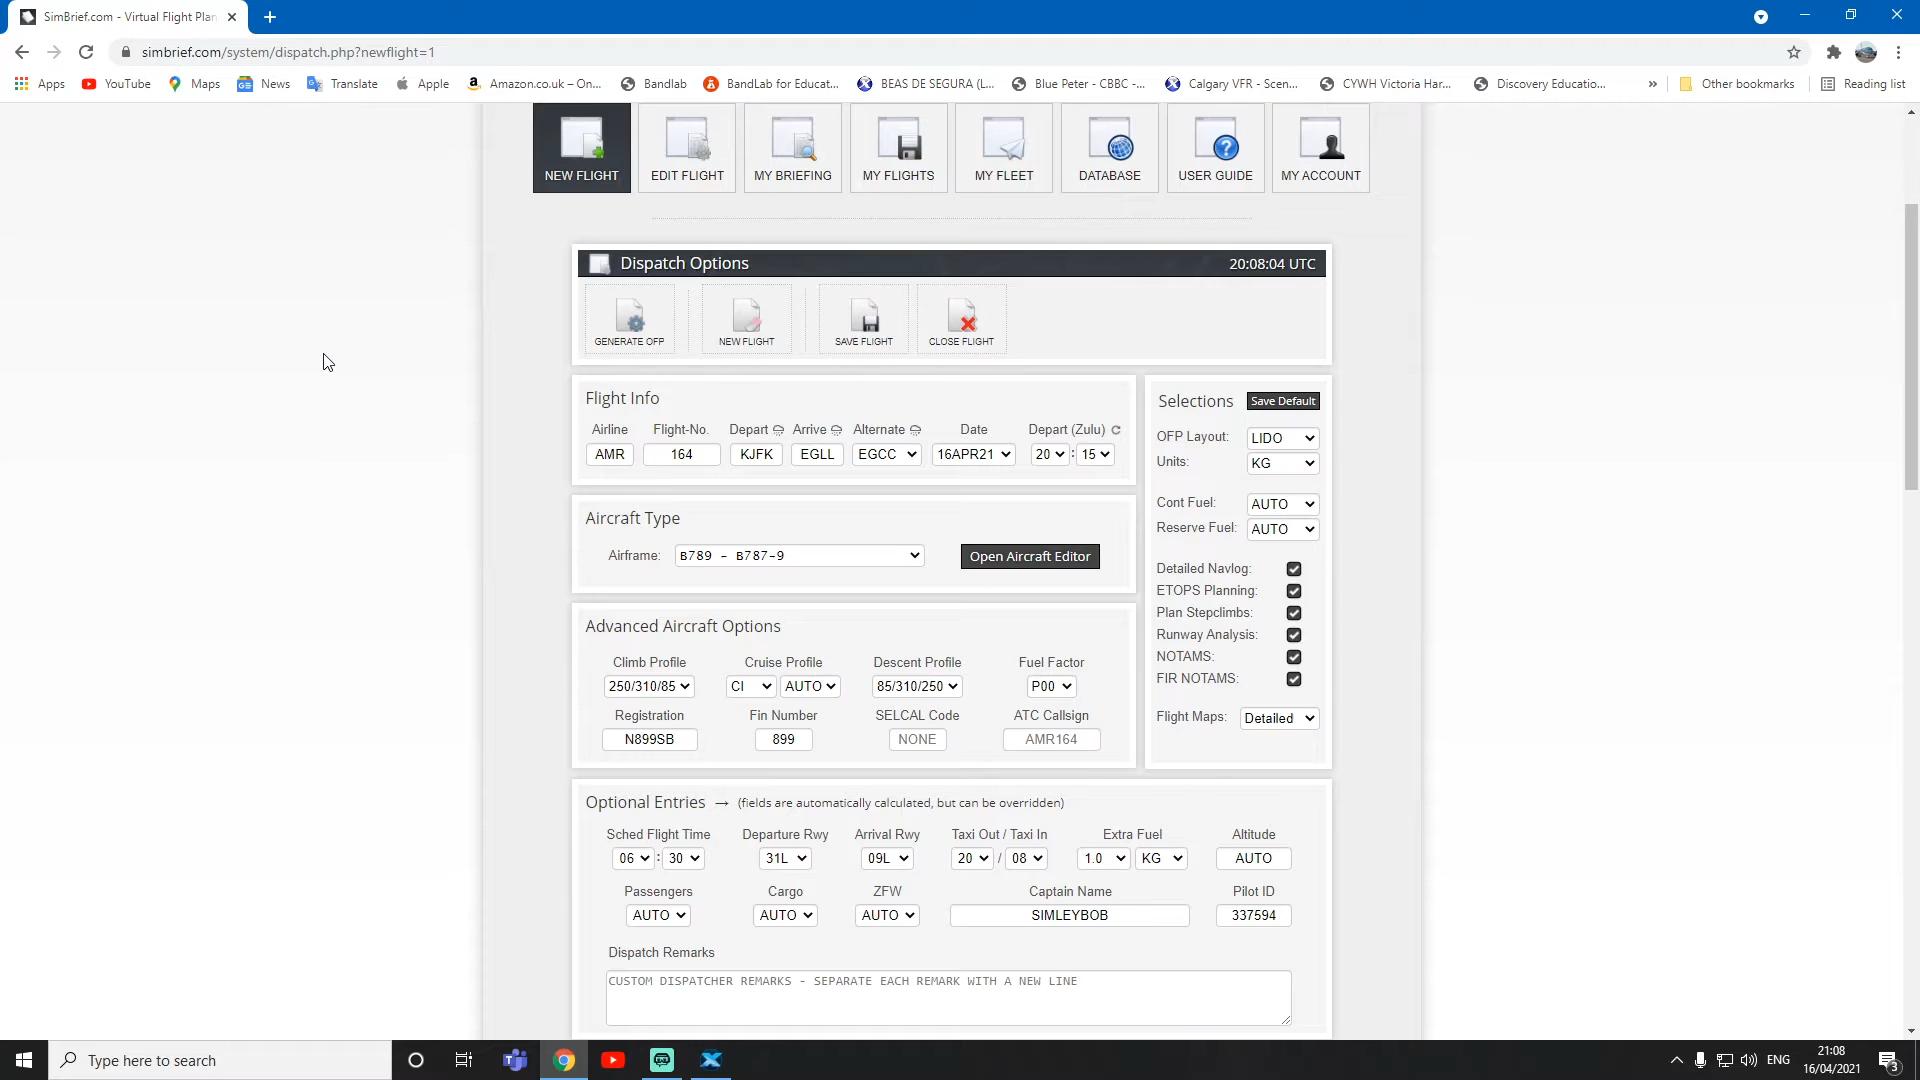 SimBrief.com - Virtual Flight Plan
simbrief.com/system/dispatch.php?newflight=1
Apps YouTube Maps News Translate Apple Amazon.co.uk – On... Bandlab BandLab for Educat... BEAS DE SEGURA (L... Blue Peter - CBBC -... Calgary VFR - Scen... CYWH Victoria Har... Discovery Educatio... » Other bookmarks Reading list
NEW FLIGHT EDIT FLIGHT MY BRIEFING MY FLIGHTS MY FLEET DATABASE USER GUIDE MY ACCOUNT
Dispatch Options 20:08:04 UTC
GENERATE OFP NEW FLIGHT SAVE FLIGHT CLOSE FLIGHT
Flight Info
Airline Flight-No. Depart Arrive Alternate Date Depart (Zulu)
AMR 164 KJFK EGLL EGCC 16APR21 20 : 15
Selections Save Default
OFP Layout: LIDO
Units: KG
Cont Fuel: AUTO
Reserve Fuel: AUTO
Detailed Navlog:
ETOPS Planning:
Plan Stepclimbs:
Runway Analysis:
NOTAMS:
FIR NOTAMS:
Flight Maps: Detailed
Aircraft Type
Airframe: B789 - B787-9 Open Aircraft Editor
Advanced Aircraft Options
Climb Profile Cruise Profile Descent Profile Fuel Factor
250/310/85 CI AUTO 85/310/250 P00
Registration Fin Number SELCAL Code ATC Callsign
N899SB 899 NONE AMR164
Optional Entries → (fields are automatically calculated, but can be overridden)
Sched Flight Time Departure Rwy Arrival Rwy Taxi Out / Taxi In Extra Fuel Altitude
06 : 30 31L 09L 20 / 08 1.0 KG AUTO
Passengers Cargo ZFW Captain Name Pilot ID
AUTO AUTO AUTO SIMLEYBOB 337594
Dispatch Remarks
CUSTOM DISPATCHER REMARKS - SEPARATE EACH REMARK WITH A NEW LINE
Type here to search
ENG
21:08
16/04/2021
3